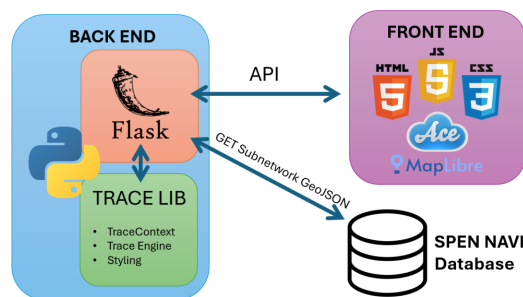 BACK END
Flask
TRACE LIB
• TraceContext
• Trace Engine
• Styling
API
GET Subnetwork GeoJSON
FRONT END
HTML
5
JS
5
CSS
3
Ace
MapLibre
SPEN NAVI
Database